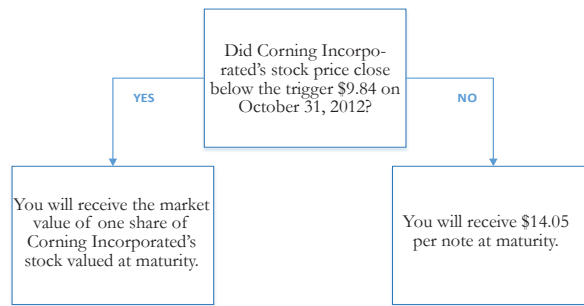 Did Corning Incorpo-
rated's stock price close
below the trigger $9.84 on
October 31, 2012?
YES
NO
You will receive the market
value of one share of
Corning Incorporated's
stock valued at maturity.
You will receive $14.05
per note at maturity.